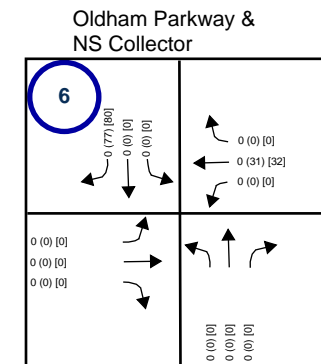 Oldham Parkway &
NS Collector
6
0 (77) [80]
0 (0) [0]
0 (0) [0]
0 (0) [0]
0 (31) [32]
0 (0) [0]
0 (0) [0]
0 (0) [0]
0 (0) [0]
0 (0) [0]
0 (0) [0]
0 (0) [0]